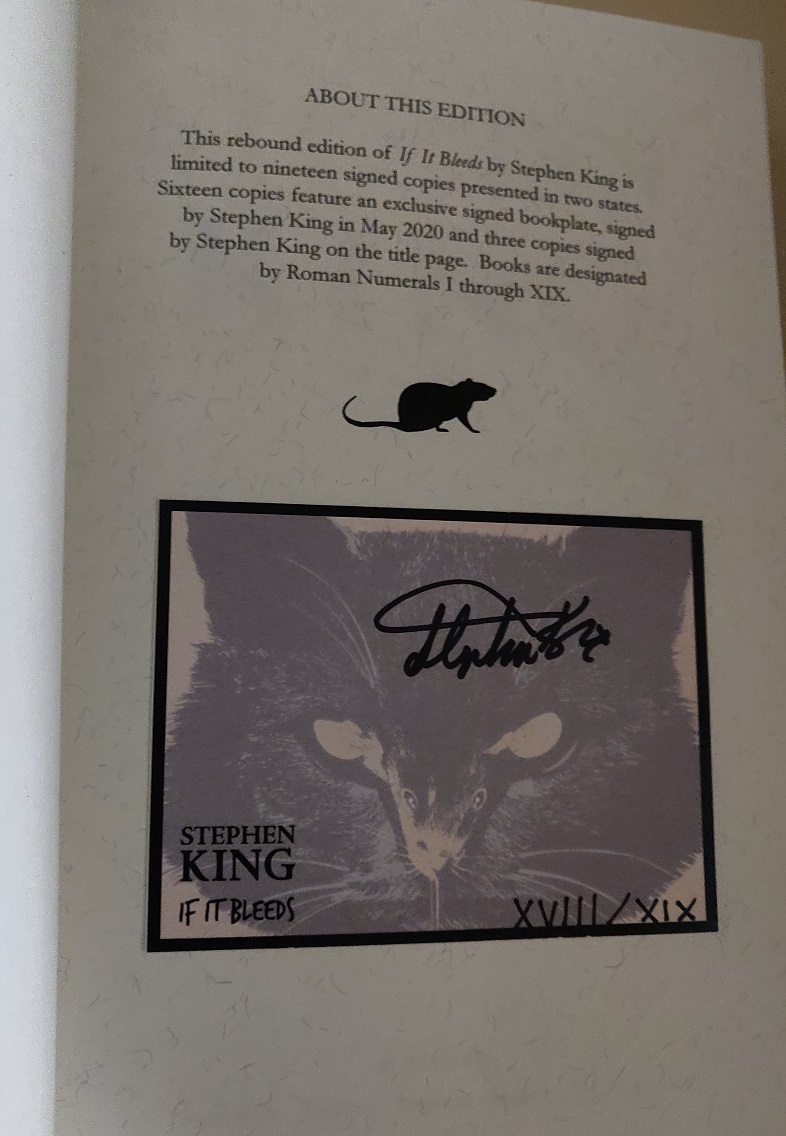 ABOUT THIS EDITION
This rebound edition of If It Bleeds by Stephen King is
limited to nineteen signed copies presented in two states.
Sixteen copies feature an exclusive signed bookplate, signed
by Stephen King in May 2020 and three copies signed
by Stephen King on the title page. Books are designated
by Roman Numerals I through XIX.
Stephen King
STEPHEN
KING
IF IT BLEEDS
XVIII/XIX